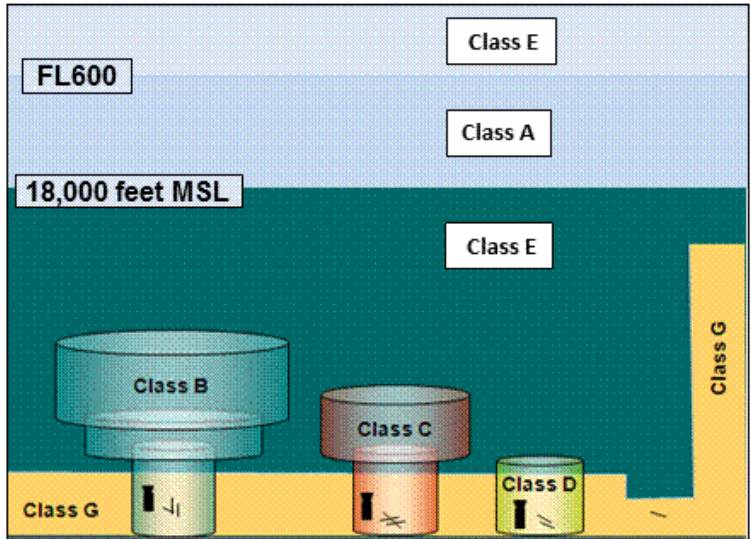 Class E
FL600
Class A
18,000 feet MSL
Class E
Class G
Class B
Class C
Class D
Class G